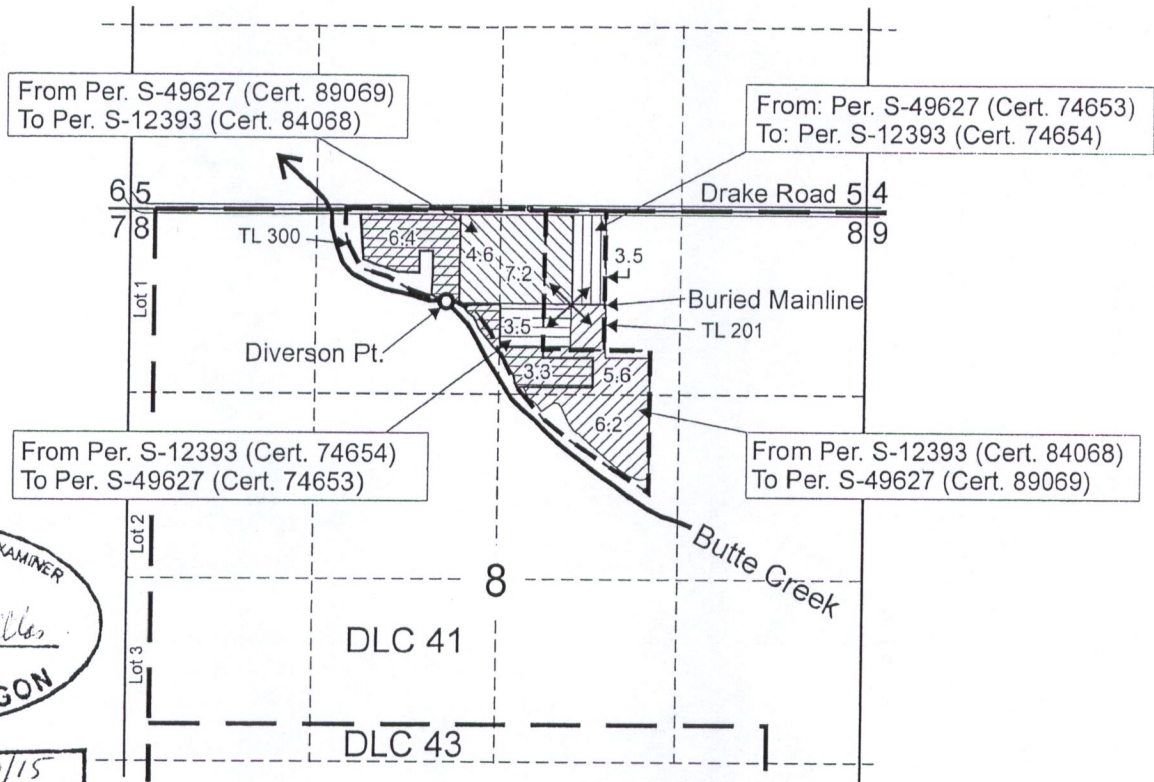 From Per. S-49627 (Cert. 89069)
To Per. S-12393 (Cert. 84068)
From: Per. S-49627 (Cert. 74653)
To: Per. S-12393 (Cert. 74654)
6 5
7 8
Drake Road
5 4
8 9
TL 300
6.4
4.6
7.2
3.5
Lot 1
Buried Mainline
3.5
TL 201
Diverson Pt.
3.3
5.6
6.2
From Per. S-12393 (Cert. 74654)
To Per. S-49627 (Cert. 74653)
From Per. S-12393 (Cert. 84068)
To Per. S-49627 (Cert. 89069)
Lot 2
Butte Creek
XAMINER
8
DLC 41
Lot 3
GON
DLC 43
/15